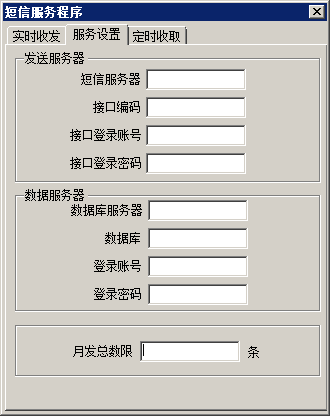 短信服务程序
实时收发 服务设置 定时收取
发送服务器
短信服务器
接口编码
接口登录账号
接口登录密码
数据服务器
数据库服务器
数据库
登录账号
登录密码
月发总数限 条